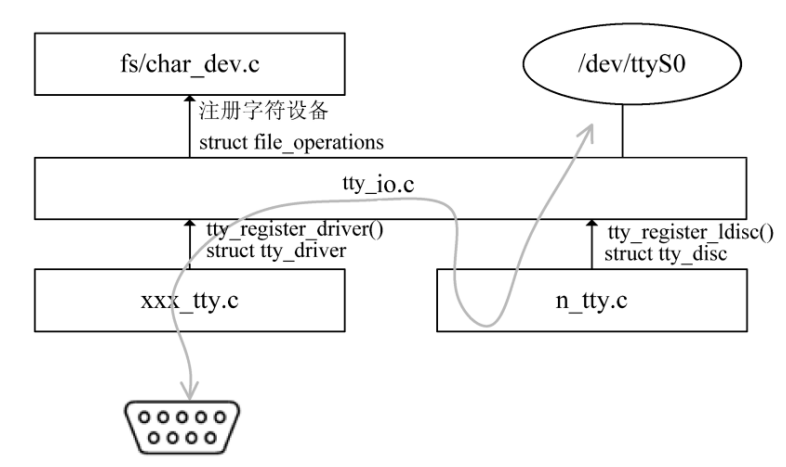 fs/char_dev.c
/dev/ttyS0
注册字符设备
struct file_operations
tty_io.c
tty_register_driver()
struct tty_driver
tty_register_ldisc()
struct tty_disc
xxx_tty.c
n_tty.c